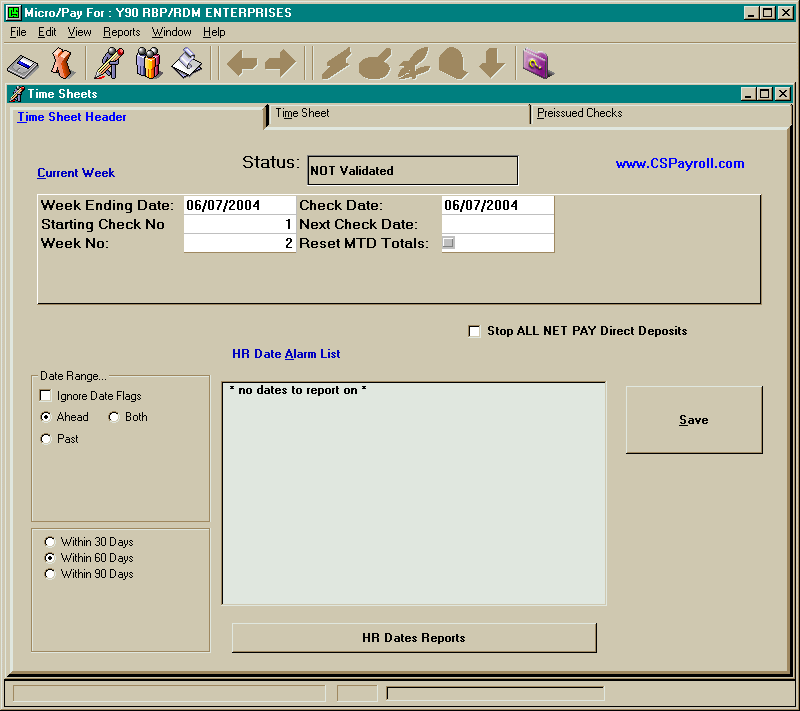 Micro/Pay For : Y90 RBP/RDM ENTERPRISES
File Edit View Reports Window Help
Time Sheets
Time Sheet Header
Time Sheet
Preissued Checks
Status: NOT Validated
www.CSPayroll.com
Current Week
Week Ending Date: 06/07/2004 Check Date: 06/07/2004
Starting Check No 1 Next Check Date:
Week No: 2 Reset MTD Totals:
Stop ALL NET PAY Direct Deposits
HR Date Alarm List
Date Range...
Ignore Date Flags
Ahead Both
Past
* no dates to report on *
Save
Within 30 Days
Within 60 Days
Within 90 Days
HR Dates Reports